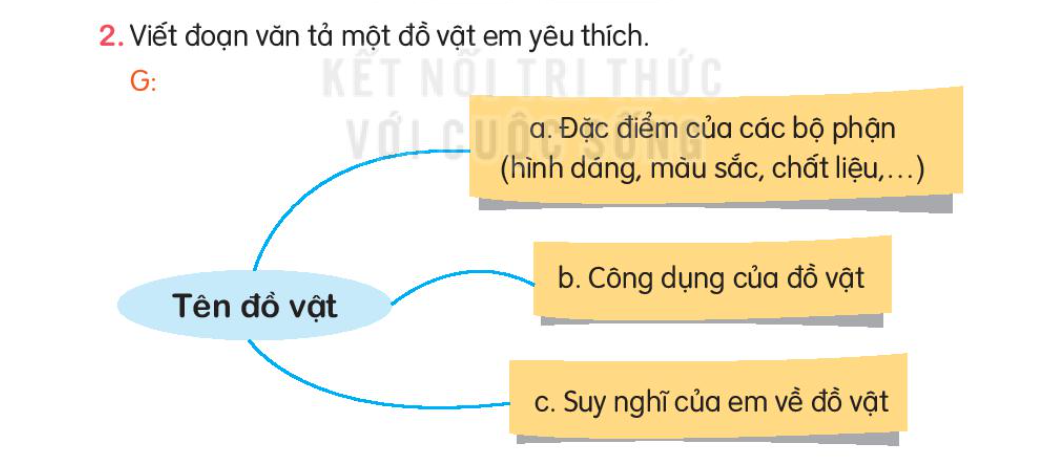 2. Viết đoạn văn tả một đồ vật em yêu thích.
G:
KẾT NỐI TRI THỨC
VỚI CUỘC SỐNG
a. Đặc điểm của các bộ phận
(hình dáng, màu sắc, chất liệu,...)
b. Công dụng của đồ vật
Tên đồ vật
c. Suy nghĩ của em về đồ vật